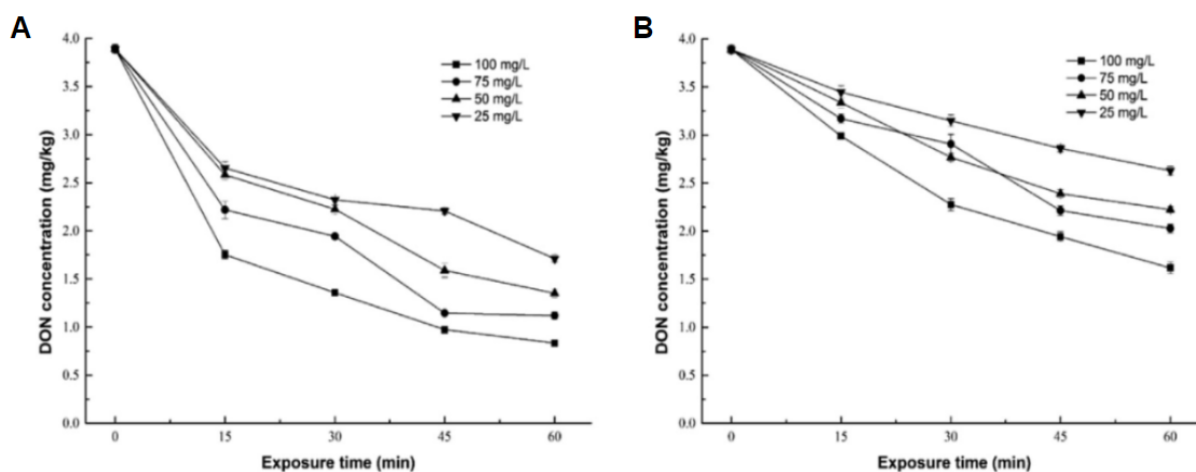 A
DON concentration (mg/kg)
4.0
3.5
3.0
2.5
2.0
1.5
1.0
0.5
0.0
100 mg/L
75 mg/L
50 mg/L
25 mg/L
0
15
30
45
60
Exposure time (min)
B
DON concentration (mg/kg)
4.0
3.5
3.0
2.5
2.0
1.5
1.0
0.5
0.0
100 mg/L
75 mg/L
50 mg/L
25 mg/L
0
15
30
45
60
Exposure time (min)